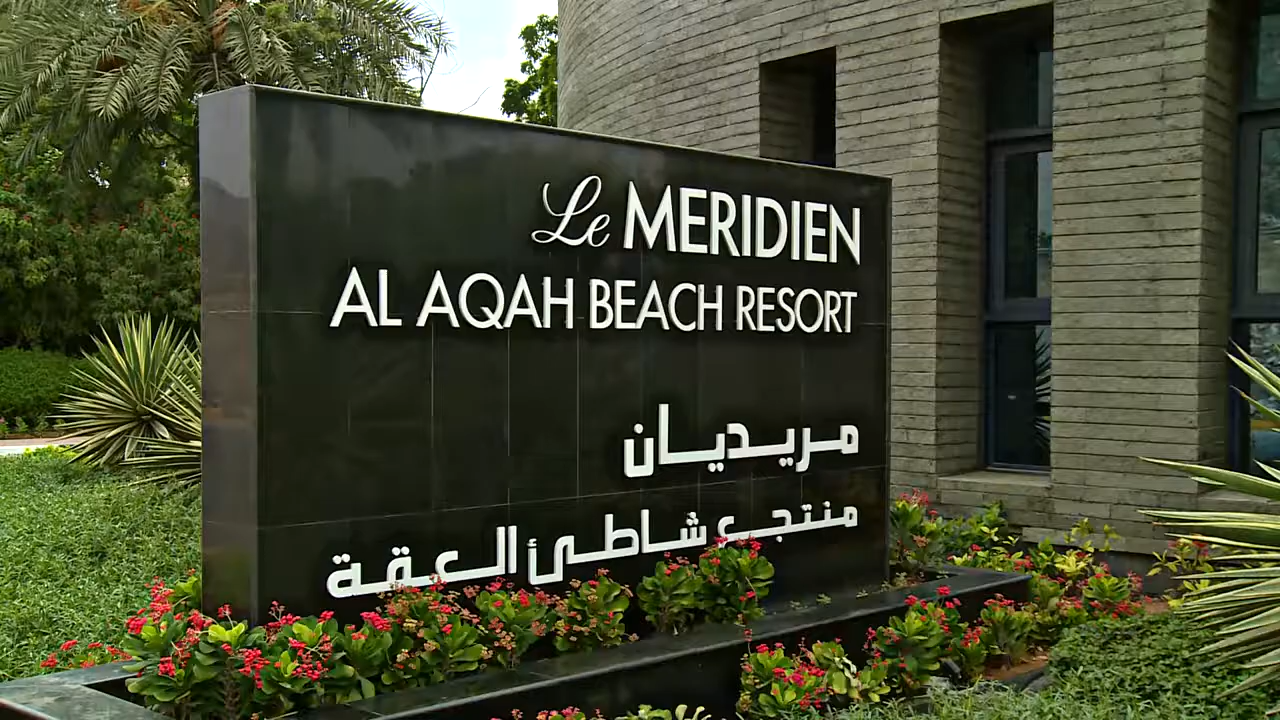 Le MERIDIEN
AL AQAH BEACH RESORT
مريديان
منتجع شاطئ العقة